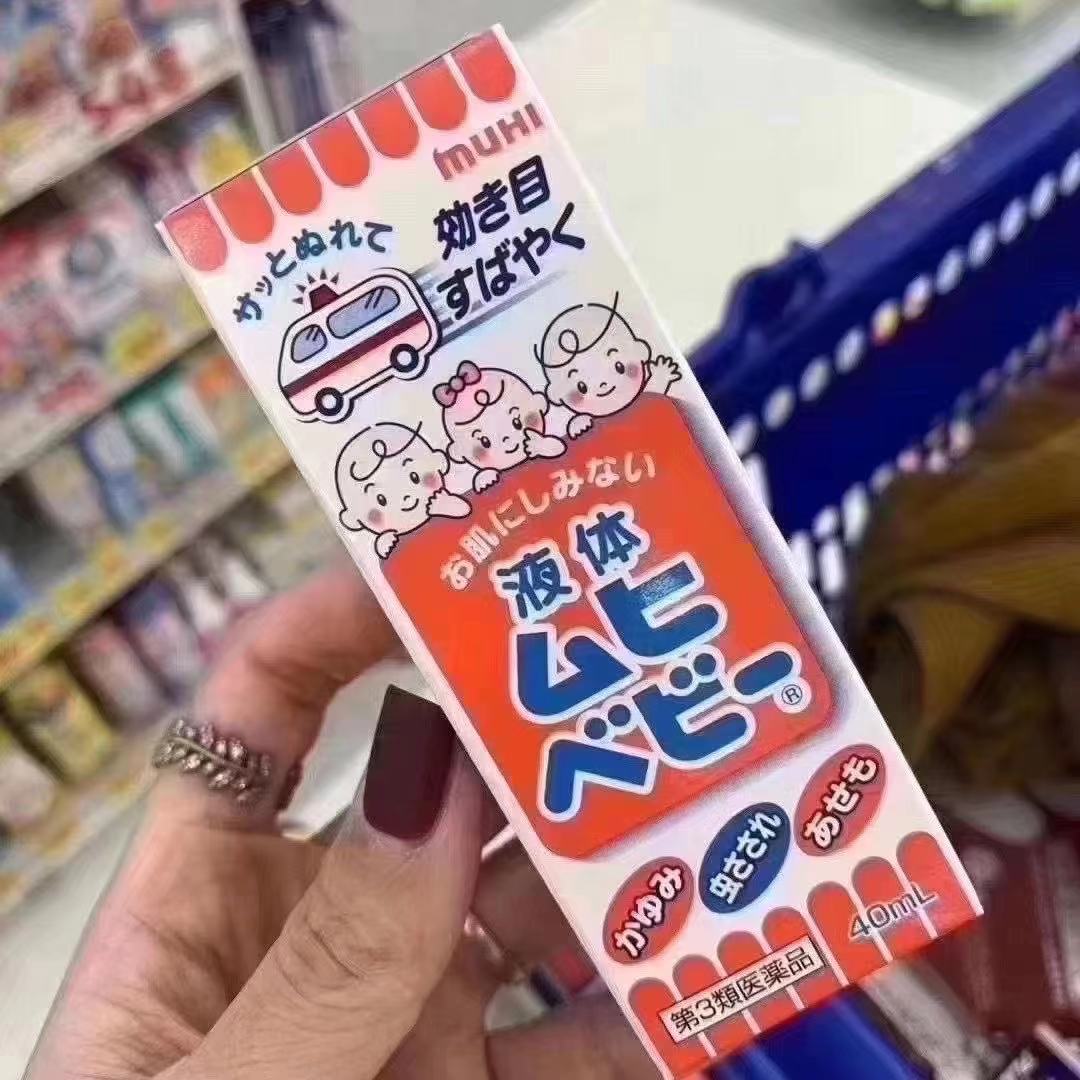 MUHI
サッとぬれて
効き目
すばやく
お肌にしみない
液体
ムヒ
ベビー®
かゆみ
虫さされ
あせも
40mL
第3類医薬品